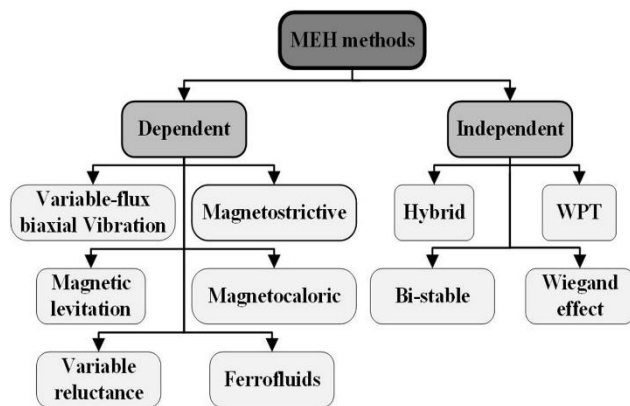 MEH methods
Dependent
Independent
Variable-flux
biaxial Vibration
Magnetostrictive
Hybrid
WPT
Magnetic
levitation
Magnetocaloric
Bi-stable
Wiegand
effect
Variable
reluctance
Ferrofluids